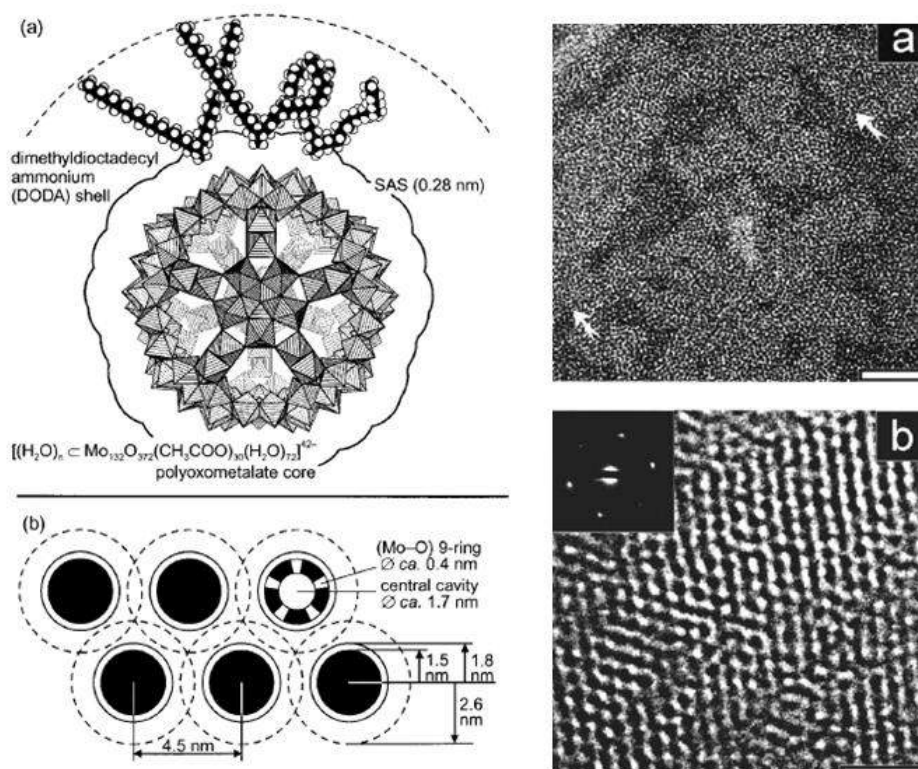 (a)
dimethyldioctadecyl
ammonium
(DODA) shell
SAS (0.28 nm)
[(H₂O)ₙ ⊂ Mo₁₃₂O₃₇₂(CH₃COO)₃₀(H₂O)₇₂]⁴²⁻
polyoxometalate core
(b)
(Mo–O) 9-ring
∅ ca. 0.4 nm
central cavity
∅ ca. 1.7 nm
1.5
nm
1.8
nm
2.6
nm
4.5 nm
a
b